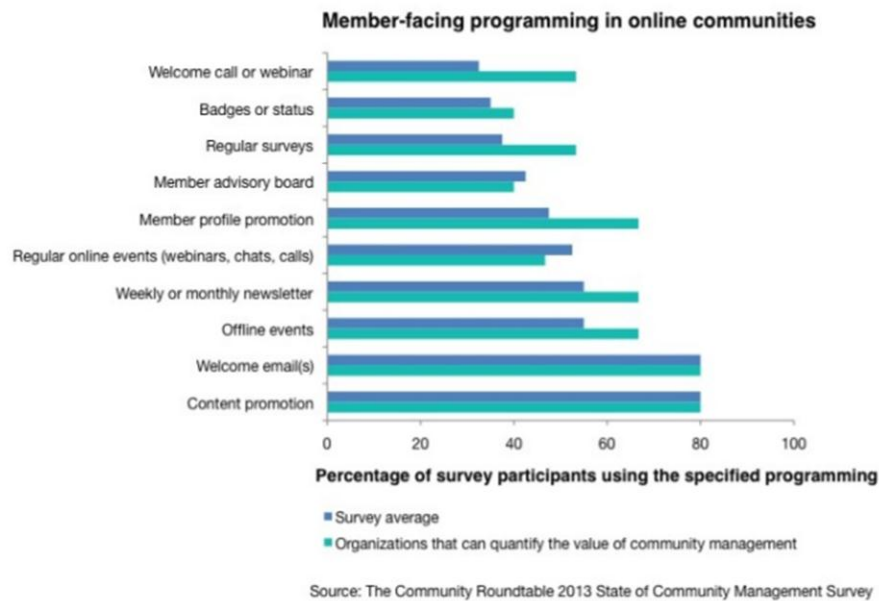 Member-facing programming in online communities
Welcome call or webinar
Badges or status
Regular surveys
Member advisory board
Member profile promotion
Regular online events (webinars, chats, calls)
Weekly or monthly newsletter
Offline events
Welcome email(s)
Content promotion
0 20 40 60 80 100
Percentage of survey participants using the specified programming
Survey average
Organizations that can quantify the value of community management
Source: The Community Roundtable 2013 State of Community Management Survey